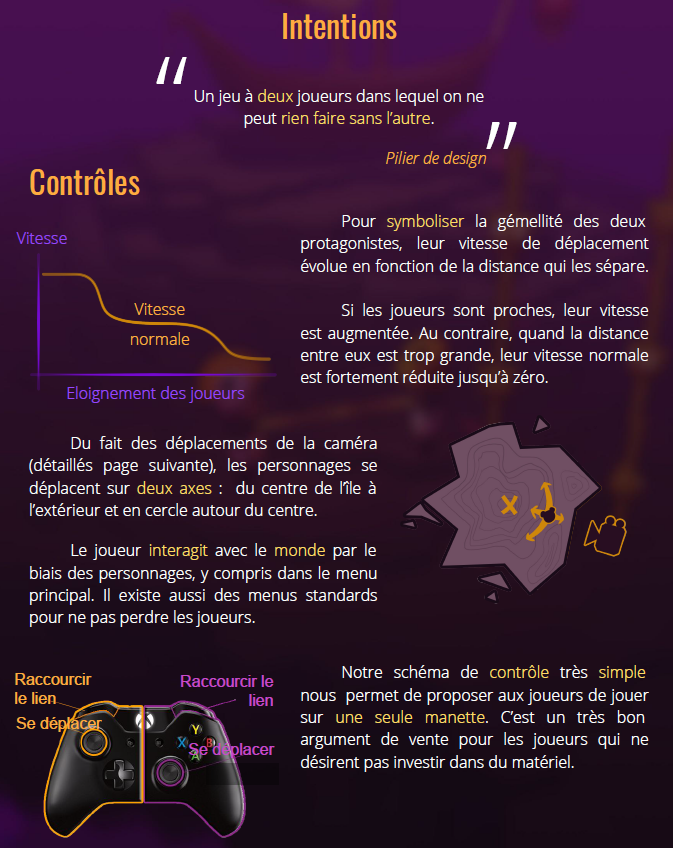 Intentions
“
Un jeu à deux joueurs dans lequel on ne
peut rien faire sans l’autre.
”
Pilier de design
Contrôles
Vitesse
Vitesse
normale
Eloignement des joueurs
Pour symboliser la gémellité des deux
protagonistes, leur vitesse de déplacement
évolue en fonction de la distance qui les sépare.
Si les joueurs sont proches, leur vitesse
est augmentée. Au contraire, quand la distance
entre eux est trop grande, leur vitesse normale
est fortement réduite jusqu’à zéro.
Du fait des déplacements de la caméra
(détaillés page suivante), les personnages se
déplacent sur deux axes : du centre de l’île à
l’extérieur et en cercle autour du centre.
Le joueur interagit avec le monde par le
biais des personnages, y compris dans le menu
principal. Il existe aussi des menus standards
pour ne pas perdre les joueurs.
Raccourcir
le lien
Se déplacer
Raccourcir le
lien
Se déplacer
Y
X
B
A
Notre schéma de contrôle très simple
nous permet de proposer aux joueurs de jouer
sur une seule manette. C’est un très bon
argument de vente pour les joueurs qui ne
désirent pas investir dans du matériel.